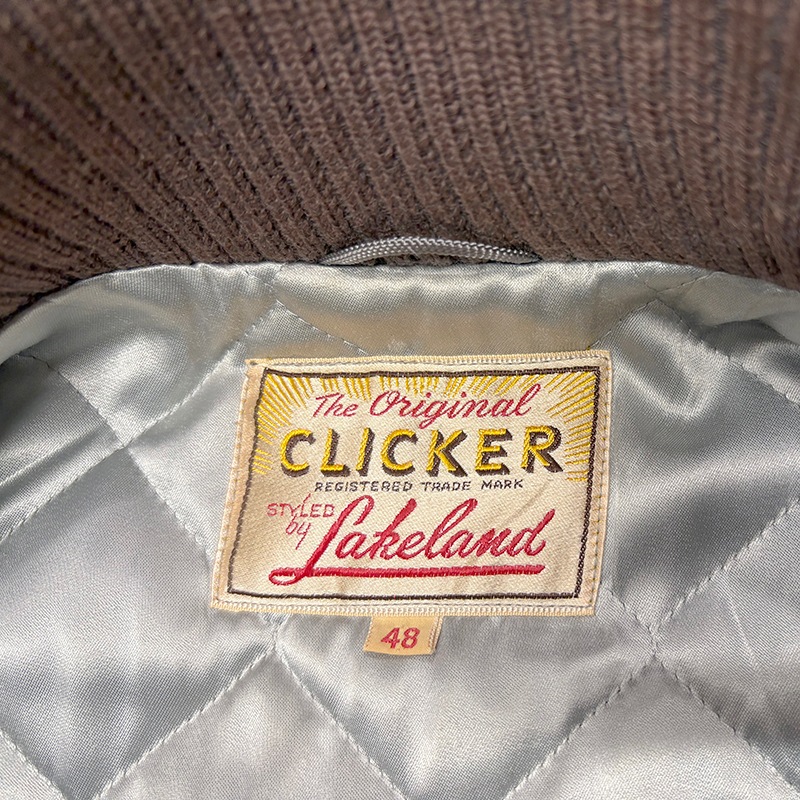 The Original
CLICKER
REGISTERED TRADE MARK
STYLED
by Lakeland
48